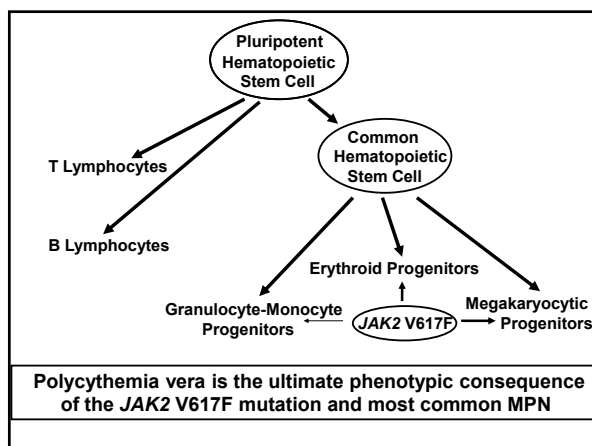 Pluripotent
Hematopoietic
Stem Cell
Common
Hematopoietic
Stem Cell
T Lymphocytes
B Lymphocytes
Erythroid Progenitors
Granulocyte-Monocyte
Progenitors
JAK2 V617F
Megakaryocytic
Progenitors
Polycythemia vera is the ultimate phenotypic consequence
of the JAK2 V617F mutation and most common MPN